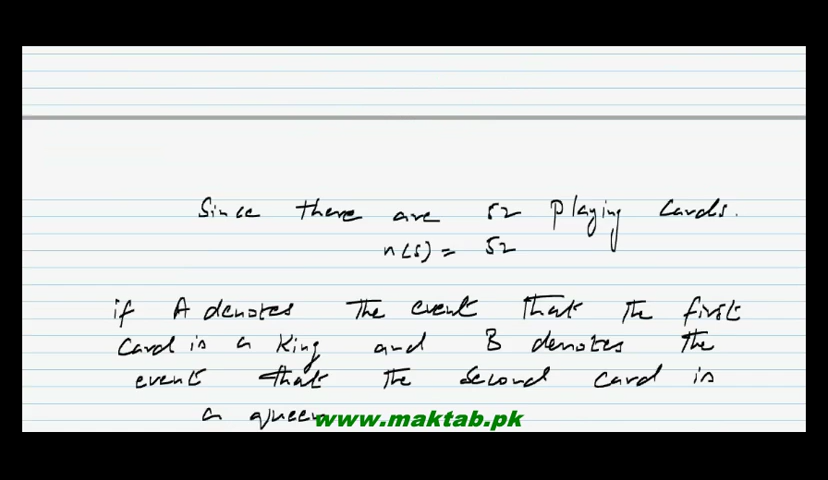 Since there are 52 playing cards.
n(s) = 52
if A denotes the event that the first
card is a king and B denotes the
event that the second card is
a queen
www.maktab.pk